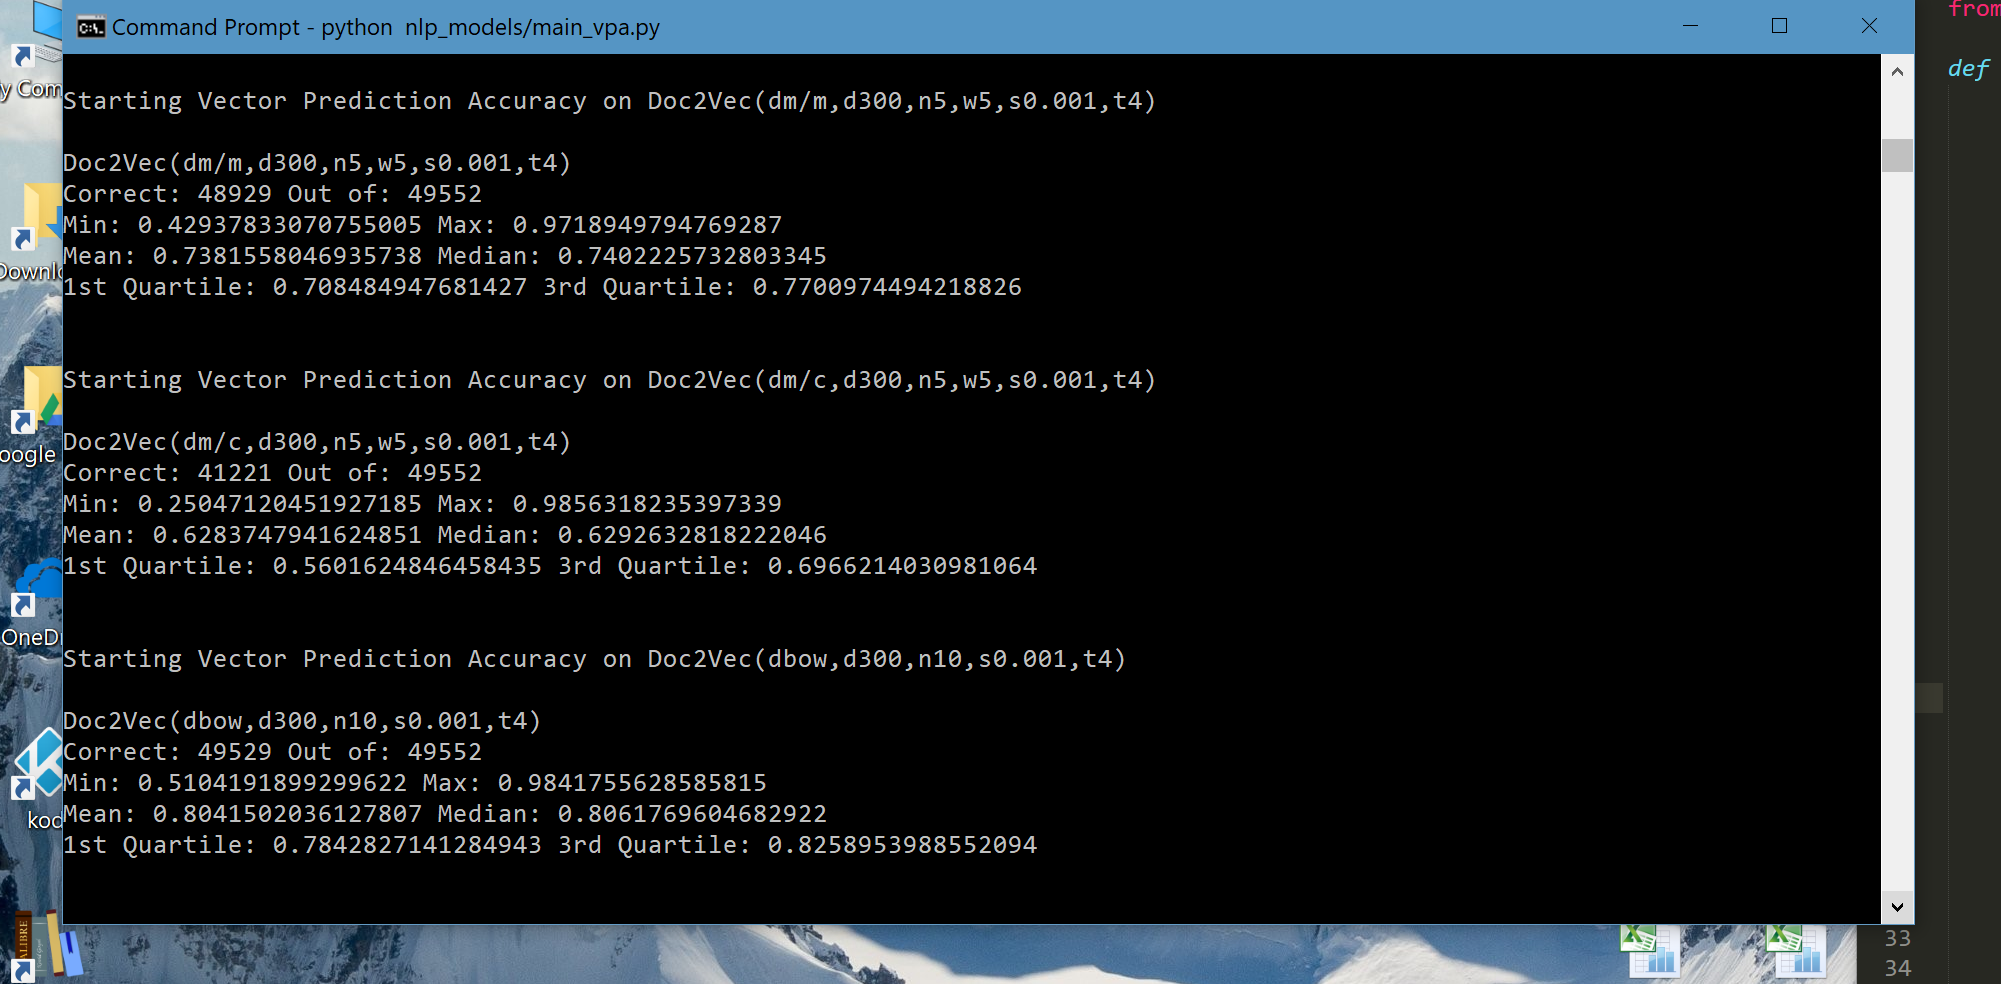 Command Prompt - python  nlp_models/main_vpa.py
from
def
y Com
Starting Vector Prediction Accuracy on Doc2Vec(dm/m,d300,n5,w5,s0.001,t4)
Doc2Vec(dm/m,d300,n5,w5,s0.001,t4)
Correct: 48929 Out of: 49552
Min: 0.42937833070755005 Max: 0.9718949794769287
Mean: 0.7381558046935738 Median: 0.7402225732803345
1st Quartile: 0.708484947681427 3rd Quartile: 0.7700974494218826
Downl
Starting Vector Prediction Accuracy on Doc2Vec(dm/c,d300,n5,w5,s0.001,t4)
Doc2Vec(dm/c,d300,n5,w5,s0.001,t4)
oogle
Correct: 41221 Out of: 49552
Min: 0.25047120451927185 Max: 0.9856318235397339
Mean: 0.6283747941624851 Median: 0.6292632818222046
1st Quartile: 0.5601624846458435 3rd Quartile: 0.6966214030981064
OneDr
Starting Vector Prediction Accuracy on Doc2Vec(dbow,d300,n10,s0.001,t4)
Doc2Vec(dbow,d300,n10,s0.001,t4)
Correct: 49529 Out of: 49552
Min: 0.5104191899299622 Max: 0.9841755628585815
Mean: 0.8041502036127807 Median: 0.8061769604682922
1st Quartile: 0.7842827141284943 3rd Quartile: 0.8258953988552094
kod
ALIBRE
33
34